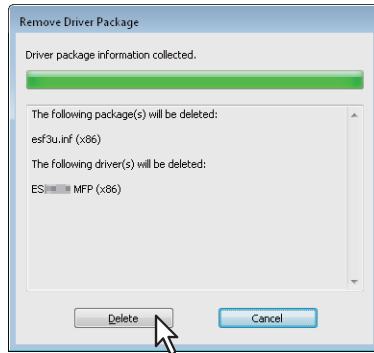 Remove Driver Package
Driver package information collected.
The following package(s) will be deleted:
esf3u.inf (x86)
The following driver(s) will be deleted:
ES MFP (x86)
Delete
Cancel